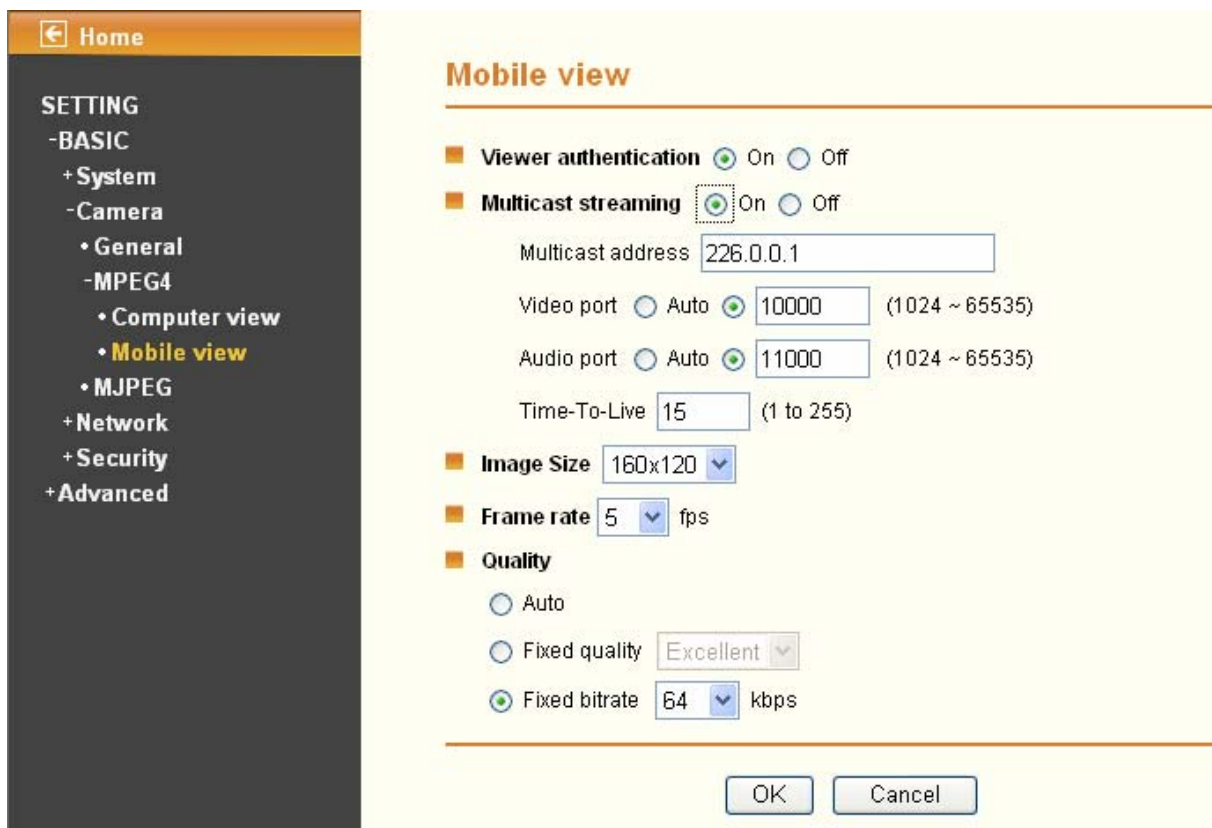 Home
SETTING
-BASIC
+System
-Camera
•General
-MPEG4
•Computer view
•Mobile view
•MJPEG
+Network
+Security
+Advanced
Mobile view
Viewer authentication On Off
Multicast streaming On Off
Multicast address 226.0.0.1
Video port Auto 10000 (1024 ~ 65535)
Audio port Auto 11000 (1024 ~ 65535)
Time-To-Live 15 (1 to 255)
Image Size 160x120
Frame rate 5 fps
Quality
Auto
Fixed quality Excellent
Fixed bitrate 64 kbps
OK Cancel